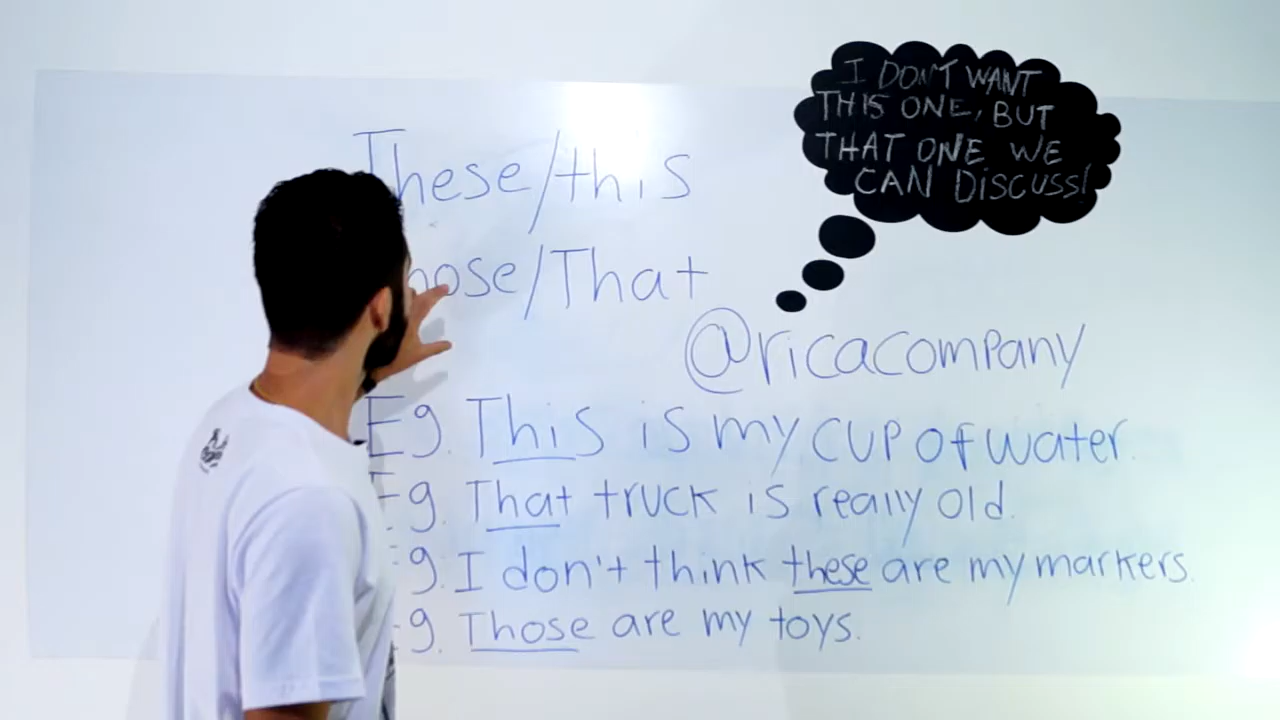 These/this
ose/That
I DON'T WANT
THIS ONE, BUT
THAT ONE WE
CAN DISCUSS!
@ricacompany
Eg. This is my cup of water.
Eg. That truck is really old.
Eg. I don't think these are my markers.
Eg. Those are my toys.